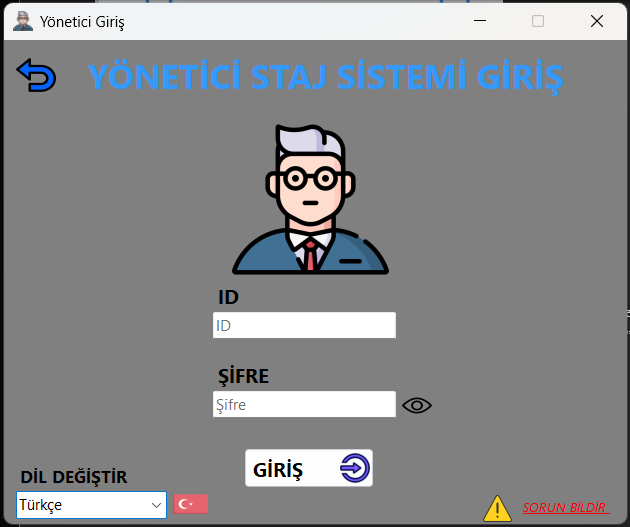 Yönetici Giriş
YÖNETİCİ STAJ SİSTEMİ GİRİŞ
ID
ID
ŞİFRE
Şifre
GİRİŞ
DİL DEĞİŞTİR
Türkçe
SORUN BİLDİR